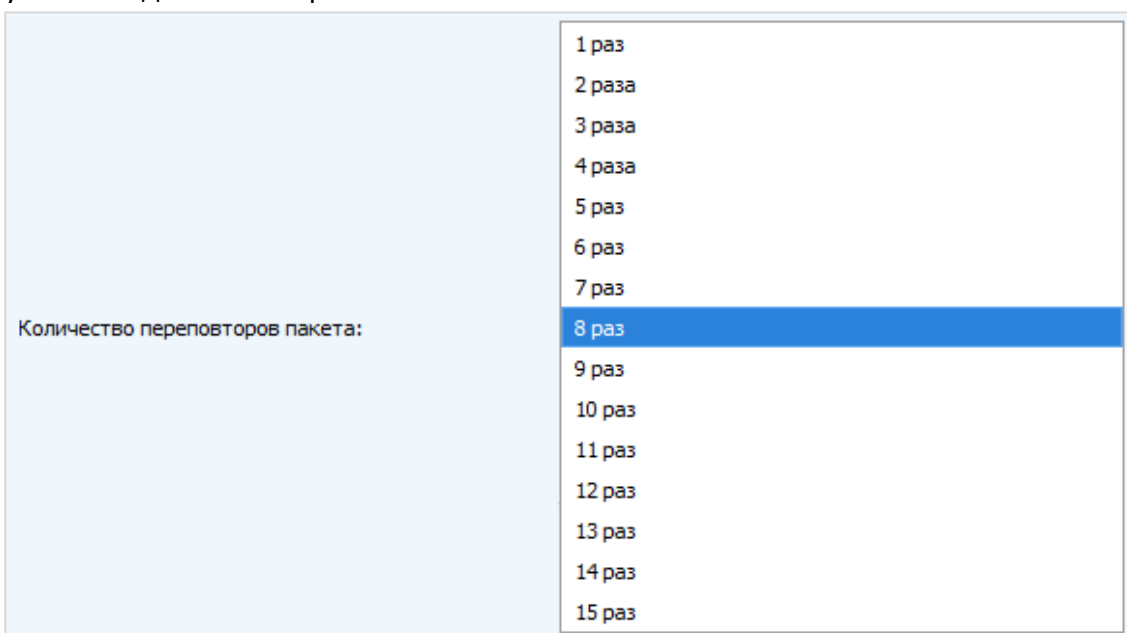 1 раз
2 раза
3 раза
4 раза
5 раз
6 раз
7 раз
Количество переповторов пакета:
8 раз
9 раз
10 раз
11 раз
12 раз
13 раз
14 раз
15 раз